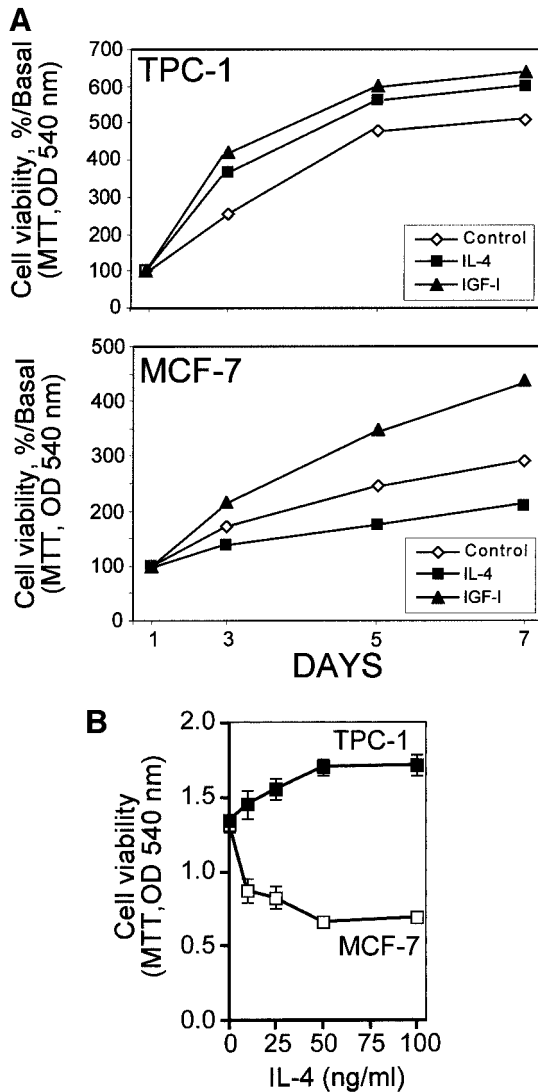 A
Cell viability, %/Basal
(MTT, OD 540 nm)
700
600
500
400
300
200
100
0
TPC-1
Control
IL-4
IGF-I
Cell viability, %/Basal
(MTT, OD 540 nm)
500
400
300
200
100
0
MCF-7
Control
IL-4
IGF-I
1 3 5 7
DAYS
B
Cell viability
(MTT, OD 540 nm)
2.0
1.5
1.0
0.5
0.0
TPC-1
MCF-7
0 25 50 75 100
IL-4 (ng/ml)